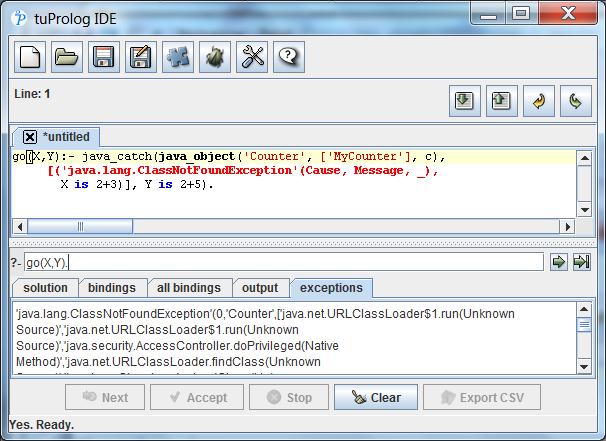 tuProlog IDE
Line: 1
*untitled
go(X,Y):- java_catch(java_object('Counter', ['MyCounter'], c),
[('java.lang.ClassNotFoundException'(Cause, Message, _),
X is 2+3)], Y is 2+5).
?- go(X,Y).
solution bindings all bindings output exceptions
'java.lang.ClassNotFoundException'(0,'Counter',['java.net.URLClassLoader$1.run(Unknown
Source)','java.net.URLClassLoader$1.run(Unknown
Source)','java.security.AccessController.doPrivileged(Native
Method)','java.net.URLClassLoader.findClass(Unknown
Next Accept Stop Clear Export CSV
Yes. Ready.